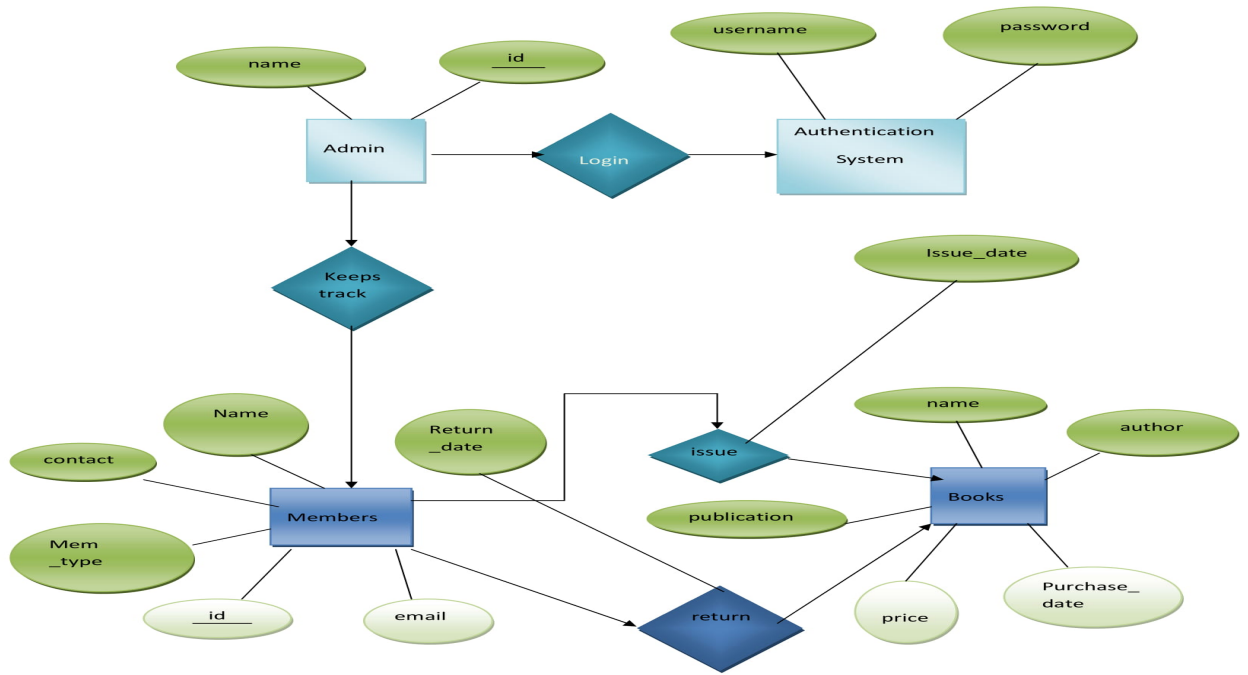 username
password
name
id
Admin
Login
Authentication
System
Keeps
track
Issue_date
Name
Return
_date
name
author
contact
issue
Members
Books
publication
Mem
_type
id
email
return
price
Purchase_
date